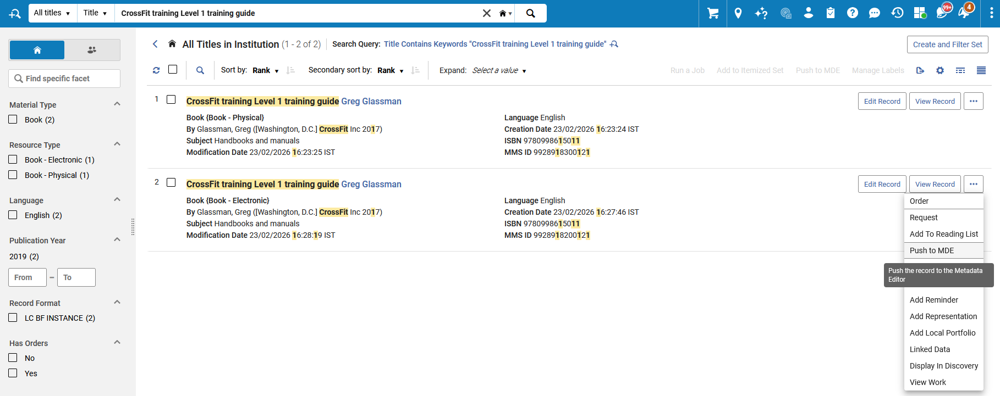 All titles ▾ Title ▾ CrossFit training Level 1 training guide
99+ 4
Find specific facet
Material Type
Book (2)
Resource Type
Book - Electronic (1)
Book - Physical (1)
Language
English (2)
Publication Year
2019 (2)
From – To
Record Format
LC BF INSTANCE (2)
Has Orders
No
Yes
All Titles in Institution (1 - 2 of 2) Search Query: Title Contains Keywords "CrossFit training Level 1 training guide" Create and Filter Set
Sort by: Rank ▾ Secondary sort by: Rank ▾ Expand: Select a value ▾ Run a Job Add to Itemized Set Push to MDE Manage Labels
1 CrossFit training Level 1 training guide Greg Glassman Edit Record View Record ...
Book {Book - Physical} Language English
By Glassman, Greg ([Washington, D.C.] CrossFit Inc 2017) Creation Date 23/02/2026 16:23:24 IST
Subject Handbooks and manuals ISBN 9780998615011
Modification Date 23/02/2026 16:23:25 IST MMS ID 9928918300121
2 CrossFit training Level 1 training guide Greg Glassman Edit Record View Record ...
Book {Book - Electronic} Language English
By Glassman, Greg ([Washington, D.C.] CrossFit Inc 2017) Creation Date 23/02/2026 16:27:46 IST
Subject Handbooks and manuals ISBN 9780998615011
Modification Date 23/02/2026 16:28:19 IST MMS ID 9928918200121
Order
Request
Add To Reading List
Push to MDE
Push the record to the Metadata
Editor
Add Reminder
Add Representation
Add Local Portfolio
Linked Data
Display In Discovery
View Work